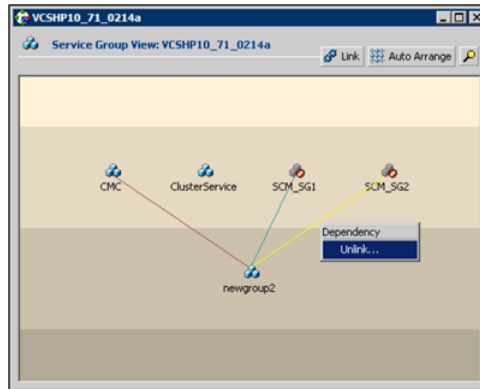 VCSHP10_71_0214a
Service Group View: VCSHP10_71_0214a
Link Auto Arrange
CMC ClusterService SCM_SG1 SCM_SG2
Dependency
Unlink...
newgroup2